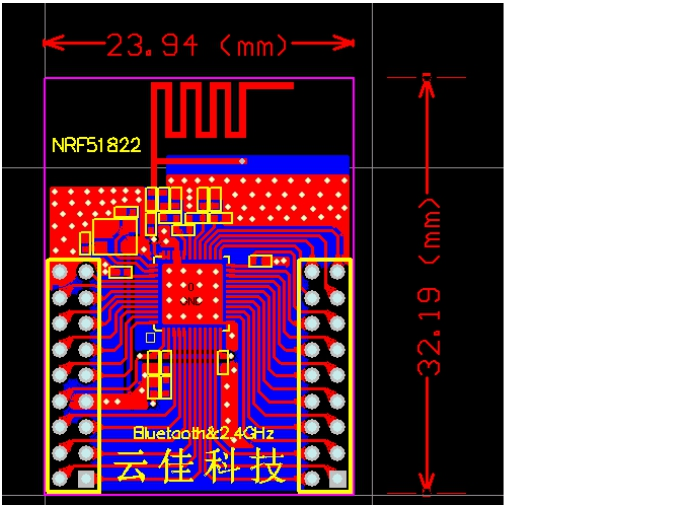 23.94 (mm)
NRF51822
32.19 (mm)
Bluetooth&2.4GHz
云佳科技